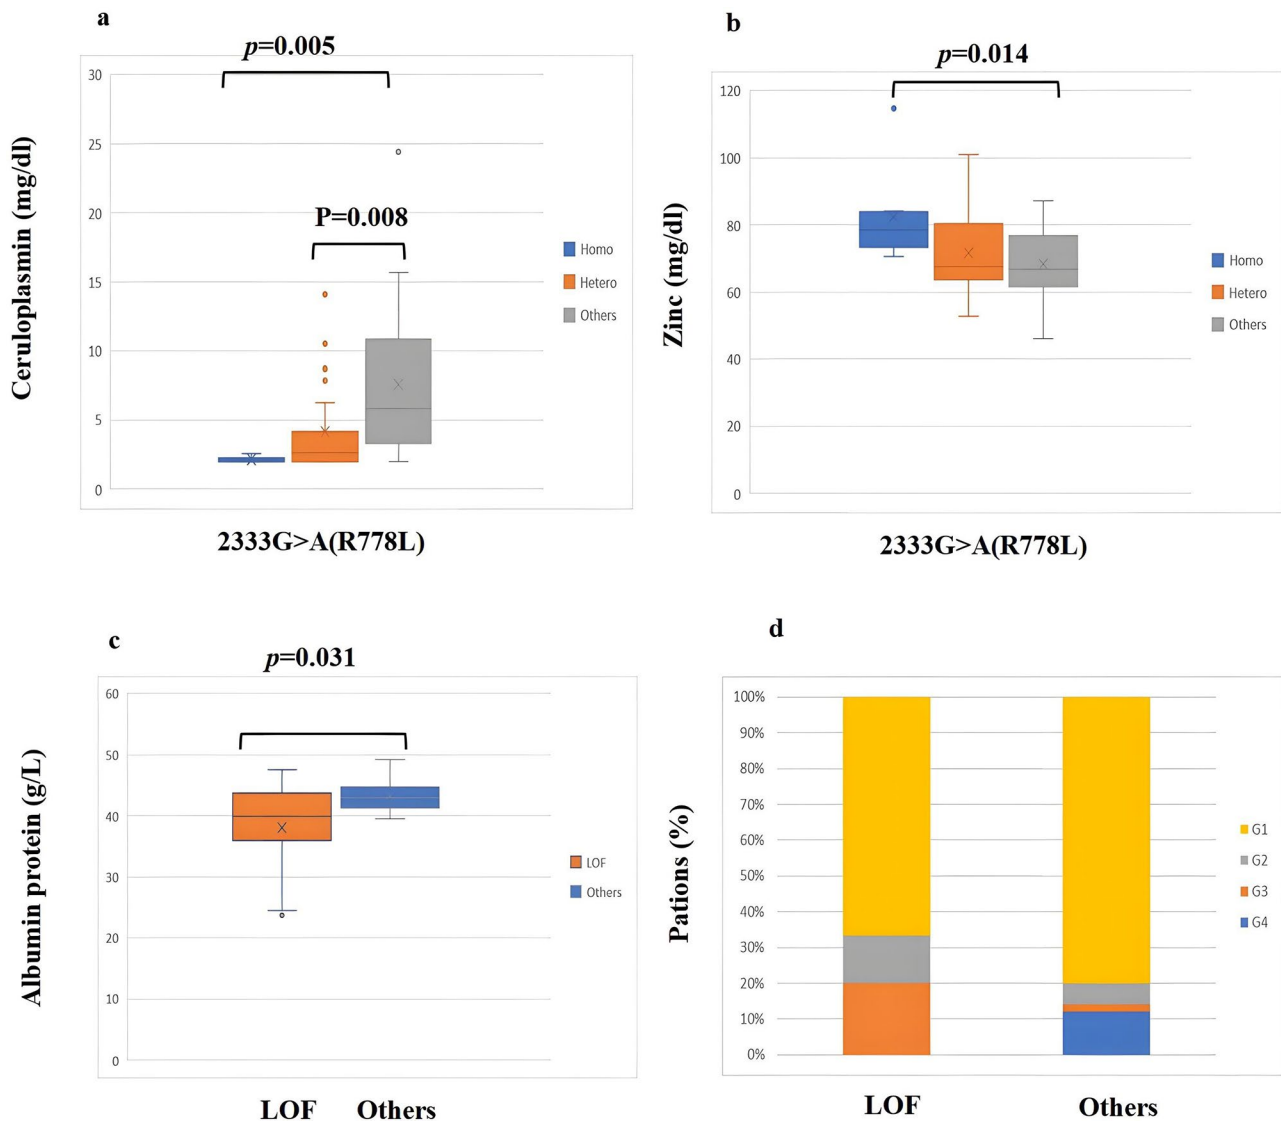 a
p=0.005
30
25
20
15
10
5
0
Ceruloplasmin (mg/dl)
P=0.008
Homo
Hetero
Others
2333G>A(R778L)
b
p=0.014
120
100
80
60
40
20
0
Zinc (mg/dl)
Homo
Hetero
Others
2333G>A(R778L)
c
p=0.031
60
50
40
30
20
10
0
Albumin protein (g/L)
LOF
Others
LOF Others
d
100%
90%
80%
70%
60%
50%
40%
30%
20%
10%
0%
Pations (%)
G1
G2
G3
G4
LOF Others